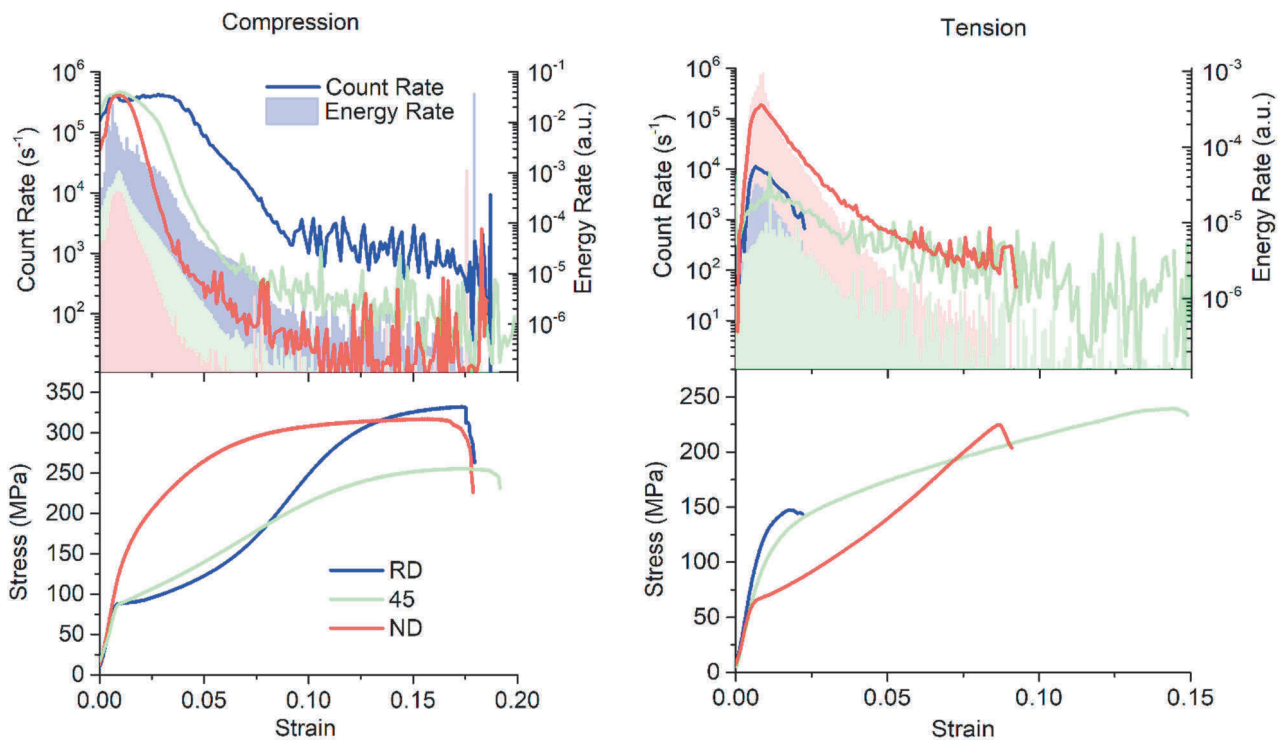 Compression
Tension
10^6
10^5
10^4
10^3
10^2
Count Rate (s^-1)
Count Rate
Energy Rate
10^-1
10^-2
10^-3
10^-4
10^-5
10^-6
Energy Rate (a.u.)
10^6
10^5
10^4
10^3
10^2
10^1
Count Rate (s^-1)
10^-3
10^-4
10^-5
10^-6
Energy Rate (a.u.)
350
300
250
200
150
100
50
0
Stress (MPa)
RD
45
ND
0.00 0.05 0.10 0.15 0.20
Strain
250
200
150
100
50
0
Stress (MPa)
0.00 0.05 0.10 0.15
Strain